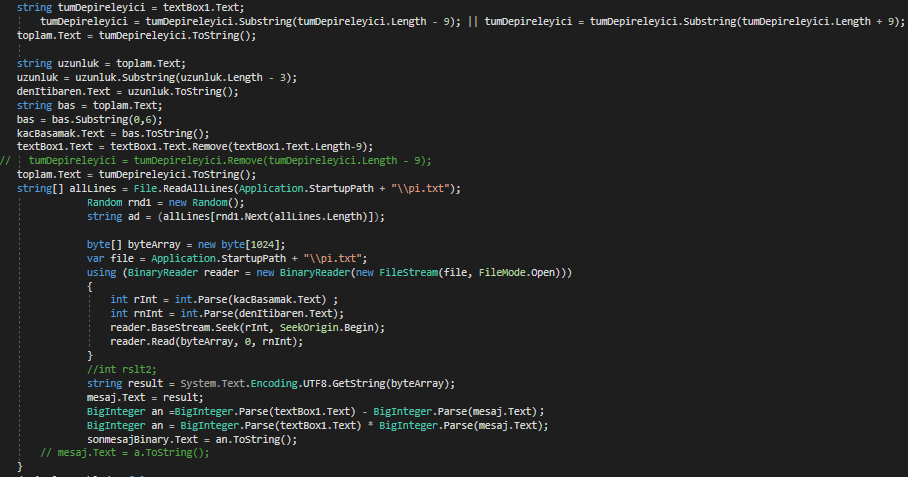 string tumDepireleyici = textBox1.Text;
tumDepireleyici = tumDepireleyici.Substring(tumDepireleyici.Length - 9); || tumDepireleyici = tumDepireleyici.Substring(tumDepireleyici.Length + 9);
toplam.Text = tumDepireleyici.ToString();
string uzunluk = toplam.Text;
uzunluk = uzunluk.Substring(uzunluk.Length - 3);
denItibaren.Text = uzunluk.ToString();
string bas = toplam.Text;
bas = bas.Substring(0,6);
kacBasamak.Text = bas.ToString();
textBox1.Text = textBox1.Text.Remove(textBox1.Text.Length-9);
// tumDepireleyici = tumDepireleyici.Remove(tumDepireleyici.Length - 9);
toplam.Text = tumDepireleyici.ToString();
string[] allLines = File.ReadAllLines(Application.StartupPath + "\\pi.txt");
Random rnd1 = new Random();
string ad = (allLines[rnd1.Next(allLines.Length)]);
byte[] byteArray = new byte[1024];
var file = Application.StartupPath + "\\pi.txt";
using (BinaryReader reader = new BinaryReader(new FileStream(file, FileMode.Open)))
{
int rInt = int.Parse(kacBasamak.Text) ;
int rnInt = int.Parse(denItibaren.Text);
reader.BaseStream.Seek(rInt, SeekOrigin.Begin);
reader.Read(byteArray, 0, rnInt);
}
//int rslt2;
string result = System.Text.Encoding.UTF8.GetString(byteArray);
mesaj.Text = result;
BigInteger an =BigInteger.Parse(textBox1.Text) - BigInteger.Parse(mesaj.Text);
BigInteger an = BigInteger.Parse(textBox1.Text) * BigInteger.Parse(mesaj.Text);
sonmesajBinary.Text = an.ToString();
// mesaj.Text = a.ToString();
}